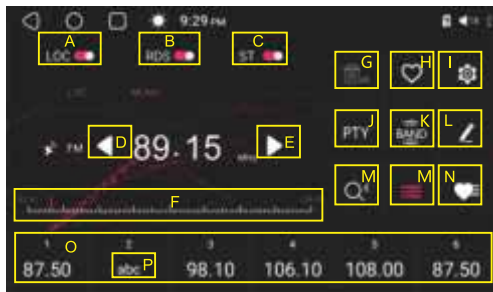 9:29 PM
A B C
LOC RDS ST
G H I
FM D 89.15 E
J K L
PTY BAND
F
M M N
1 O 2 3 4 5 6
87.50 abc P 98.10 106.10 108.00 87.50